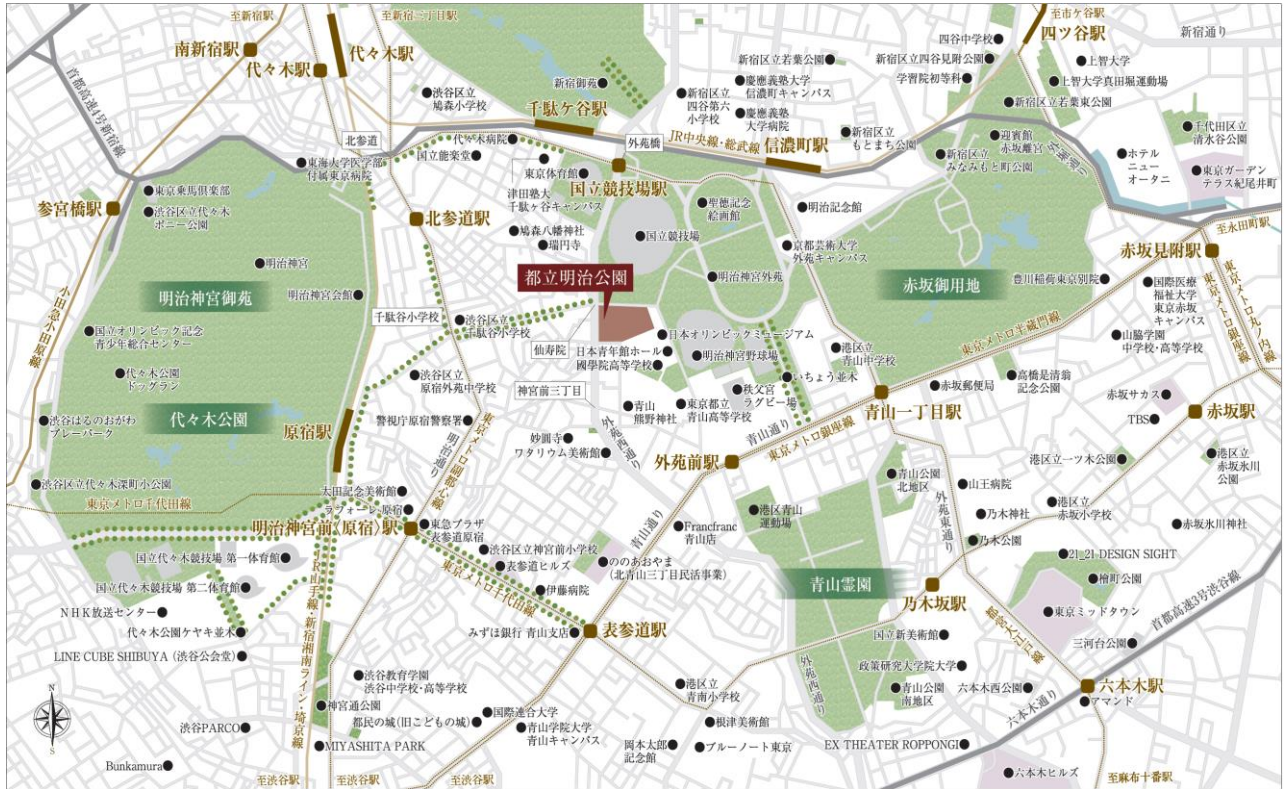 至新宿駅
至新宿三丁目駅
至市ケ谷駅
新宿通り
南新宿駅
代々木駅
代々木駅
四ツ谷駅
四谷中学校
上智大学
上智大学真田堀運動場
新宿区立若葉公園
新宿区立四谷見附公園
学習院初等科
新宿区立若葉東公園
慶應義塾大学
信濃町キャンパス
慶應義塾
大学病院
新宿区立
四谷第六
小学校
新宿御苑
渋谷区立
鳩森小学校
千駄ケ谷駅
首都高速4号新宿線
北参道
代々木病院
外苑橋
JR中央線・総武線
信濃町駅
新宿区立
もとまち公園
迎賓館
赤坂離宮
外堀通り
新宿区立
みなみもと町公園
千代田区立
清水谷公園
ホテル
ニュー
オータニ
東京ガーデン
テラス紀尾井町
東海大学医学部
付属東京病院
国立能楽堂
東京体育館
国立競技場駅
津田塾大
千駄ヶ谷キャンパス
東京乗馬倶楽部
参宮橋駅
渋谷区立代々木
ポニー公園
北参道駅
鳩森八幡神社
瑞円寺
聖徳記念
絵画館
国立競技場
明治記念館
京都芸術大学
外苑キャンパス
至永田町駅
赤坂見附駅
明治神宮
明治神宮御苑
明治神宮会館
都立明治公園
明治神宮外苑
赤坂御用地
豊川稲荷東京別院
国際医療
福祉大学
東京赤坂
キャンパス
東京メトロ丸ノ内線
東京メトロ銀座線
小田急小田原線
千駄谷小学校
渋谷区立
千駄谷小学校
仙寿院
日本オリンピックミュージアム
日本青年館ホール
國學院高等学校
明治神宮野球場
港区立
青山中学校
東京メトロ半蔵門線
山脇学園
中学校・高等学校
国立オリンピック記念
青少年総合センター
代々木公園
ドッグラン
渋谷区立
原宿外苑中学校
神宮前三丁目
いちょう並木
秩父宮
ラグビー場
東京都立
青山高等学校
青山
熊野神社
赤坂郵便局
高橋是清翁
記念公園
赤坂サカス
TBS
赤坂駅
青山一丁目駅
渋谷はるのおがわ
プレーパーク
代々木公園
原宿駅
警視庁原宿警察署
東京メトロ副都心線
明治通り
妙圓寺
ワタリウム美術館
外苑西通り
外苑前駅
青山通り
東京メトロ銀座線
港区立一ツ木公園
港区立
赤坂氷川
公園
渋谷区立代々木深町小公園
東京メトロ千代田線
太田記念美術館
ラフォーレ原宿
明治神宮前〈原宿〉駅
東急プラザ
表参道原宿
青山公園
北地区
外苑東通り
山王病院
港区立
赤坂小学校
乃木神社
乃木公園
赤坂氷川神社
港区青山
運動場
Francfranc
青山店
青山通り
国立代々木競技場 第一体育館
渋谷区立神宮前小学校
表参道ヒルズ
ののあおやま
(北青山三丁目民活事業)
21_21 DESIGN SIGHT
檜町公園
国立代々木競技場 第二体育館
東京メトロ千代田線
伊藤病院
青山霊園
乃木坂駅
東京ミッドタウン
NHK放送センター
代々木公園ケヤキ並木
JR山手線・新宿湘南ライン・埼京線
みずほ銀行 青山支店
表参道駅
国立新美術館
都営大江戸線
三河台公園
首都高速3号渋谷線
LINE CUBE SHIBUYA (渋谷公会堂)
渋谷教育学園
渋谷中学校・高等学校
外苑西通り
政策研究大学院大学
港区立
青南小学校
青山公園
南地区
六本木西公園
六本木駅
アマンド
六本木通り
N
S
神宮通公園
都民の城(旧こどもの城)
国際連合大学
青山学院大学
青山キャンパス
根津美術館
渋谷PARCO
MIYASHITA PARK
岡本太郎
記念館
ブルーノート東京
EX THEATER ROPPONGI
Bunkamura
至渋谷駅
至渋谷駅
至渋谷駅
六本木ヒルズ
至麻布十番駅